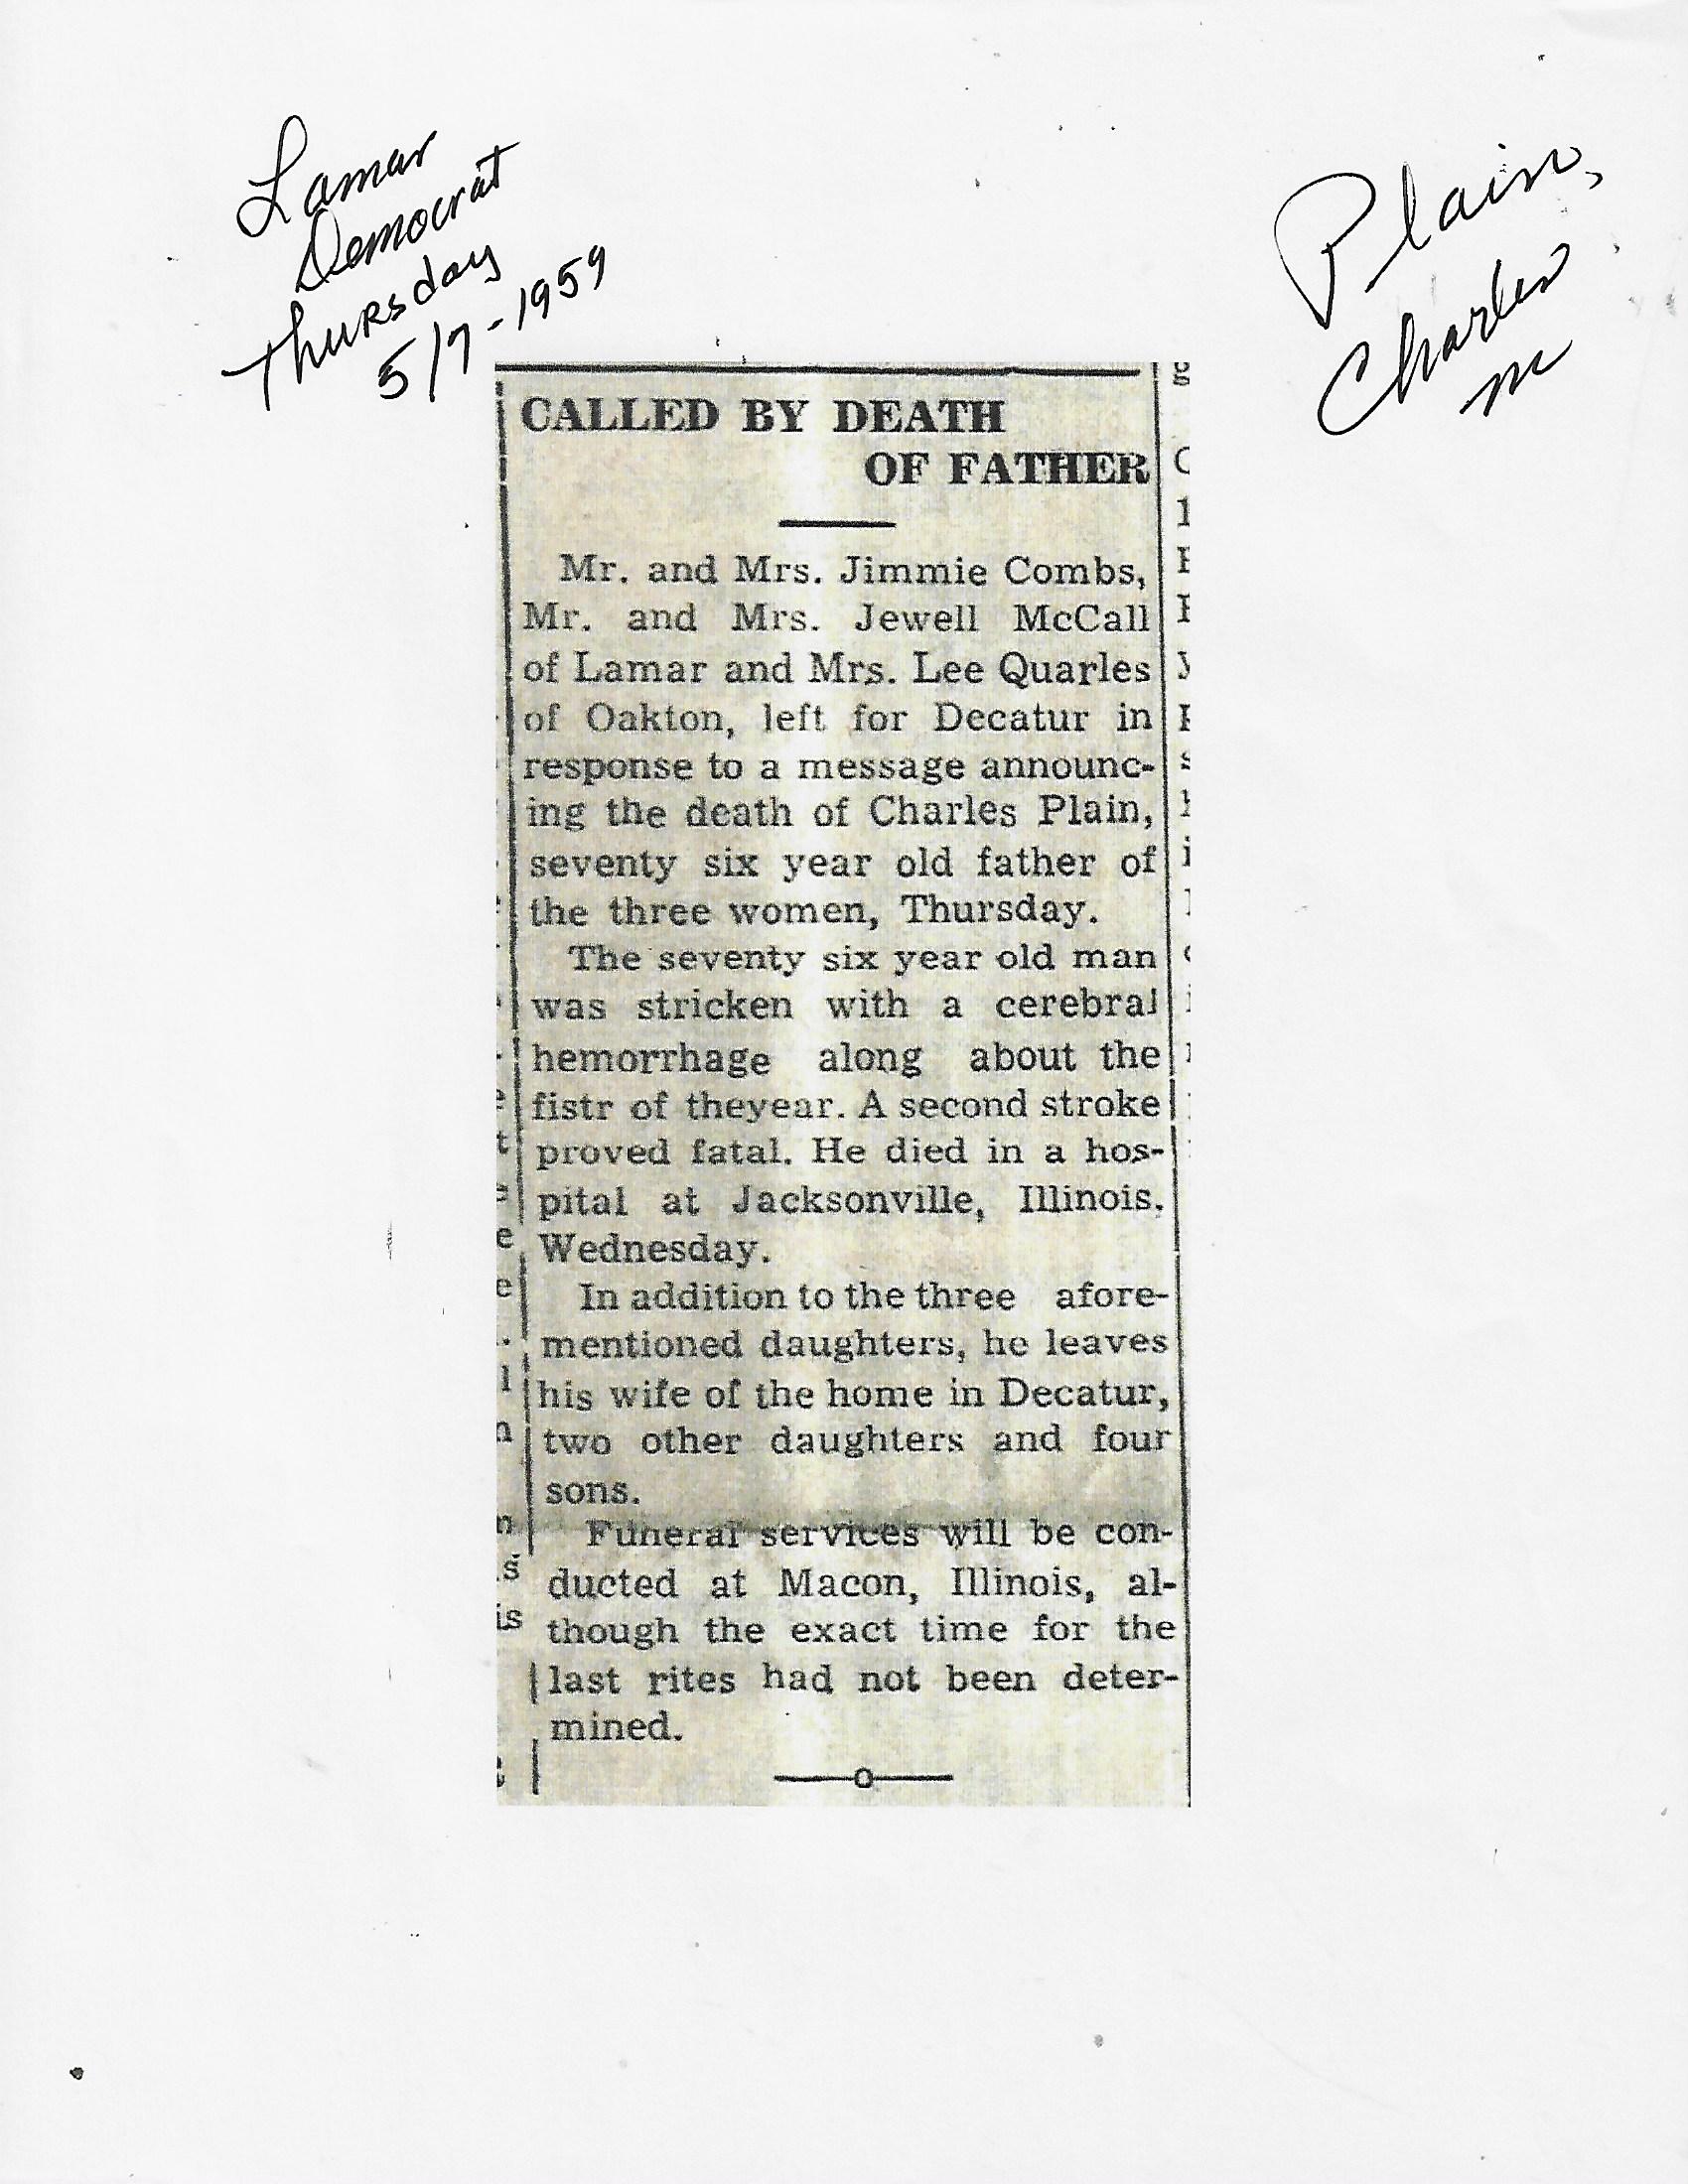 Lamar
Democrat
Thursday
5/7-1959
Plain,
Charles
m
CALLED BY DEATH
OF FATHER
Mr. and Mrs. Jimmie Combs,
Mr. and Mrs. Jewell McCall
of Lamar and Mrs. Lee Quarles
of Oakton, left for Decatur in
response to a message announc-
ing the death of Charles Plain,
seventy six year old father of
the three women, Thursday.
The seventy six year old man
was stricken with a cerebral
hemorrhage along about the
fistr of theyear. A second stroke
proved fatal. He died in a hos-
pital at Jacksonville, Illinois.
Wednesday.
In addition to the three afore-
mentioned daughters, he leaves
his wife of the home in Decatur,
two other daughters and four
sons.
Funeral services will be con-
ducted at Macon, Illinois, al-
though the exact time for the
last rites had not been deter-
mined.